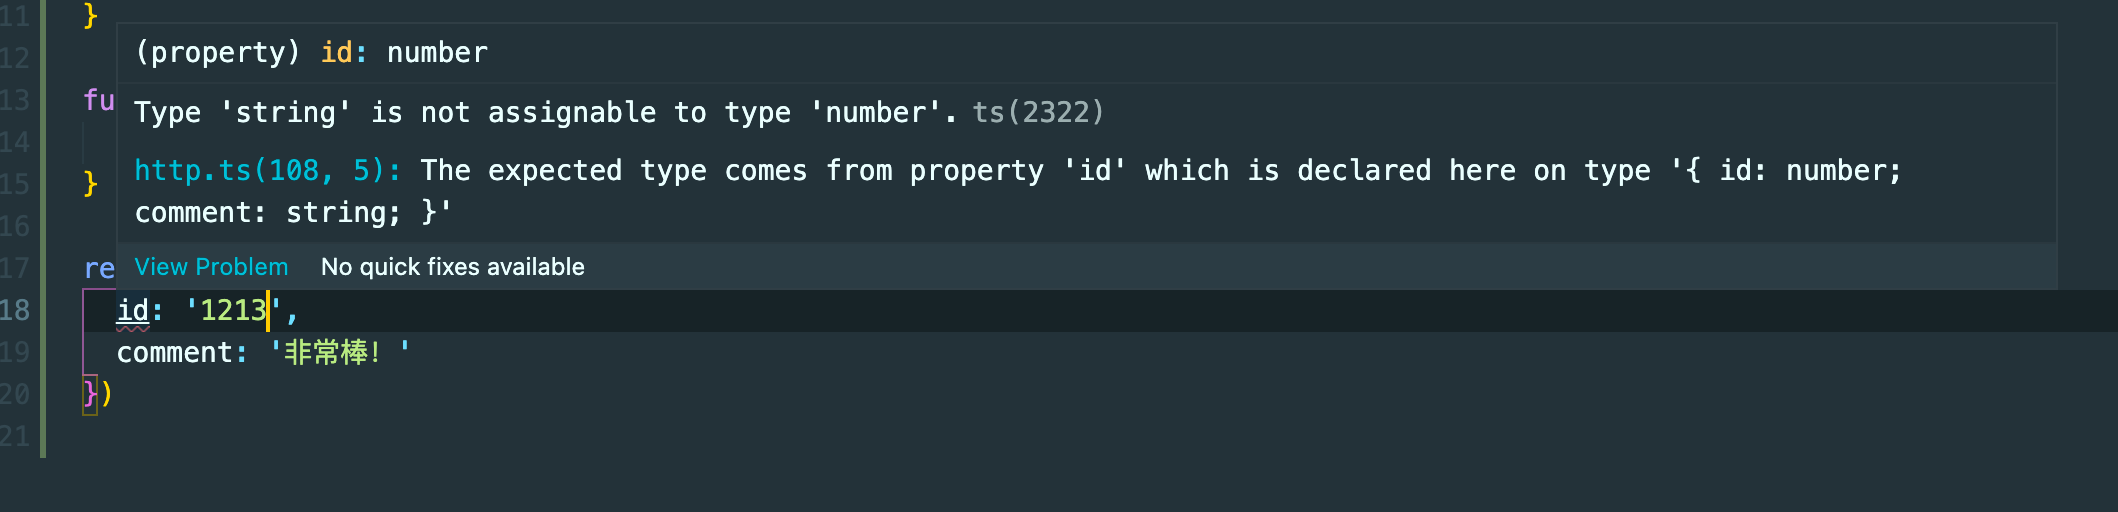 11 }
12 (property) id: number
13 fu
Type 'string' is not assignable to type 'number'. ts(2322)
14
http.ts(108, 5): The expected type comes from property 'id' which is declared here on type '{ id: number;
15 }
comment: string; }'
16
17 re
View Problem No quick fixes available
18 id: '1213',
19 comment: '非常棒！'
20 })
21